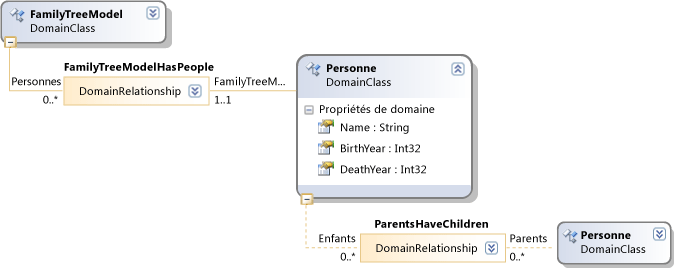 FamilyTreeModel
DomainClass
FamilyTreeModelHasPeople
Personnes
DomainRelationship
FamilyTreeM...
0..*
1..1
Personne
DomainClass
Propriétés de domaine
Name : String
BirthYear : Int32
DeathYear : Int32
ParentsHaveChildren
Enfants
DomainRelationship
Parents
0..*
0..*
Personne
DomainClass